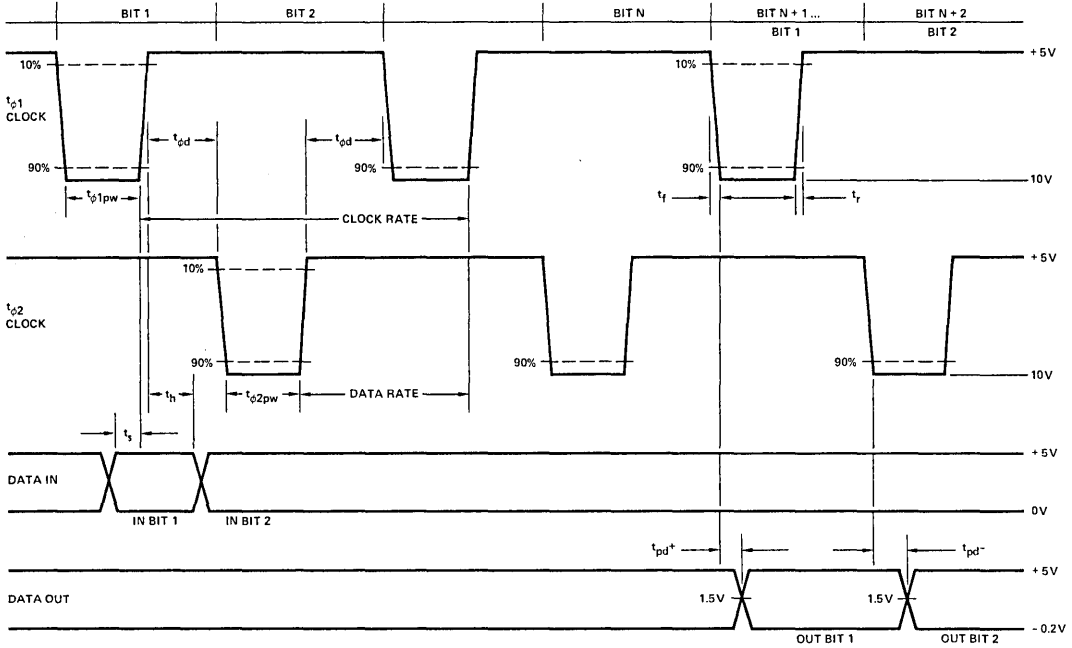 BIT 1
BIT 2
BIT N
BIT N + 1 ...
BIT N + 2
BIT 1
BIT 2
+5V
10%
10%
tφ1
CLOCK
tφd
tφd
90%
90%
90%
10V
tφ1pw
tf
tr
CLOCK RATE
+5V
10%
tφ2
CLOCK
90%
90%
90%
10V
th
tφ2pw
DATA RATE
ts
+5V
DATA IN
0V
IN BIT 1
IN BIT 2
tpd+
tpd-
+5V
DATA OUT
1.5V
1.5V
-0.2V
OUT BIT 1
OUT BIT 2